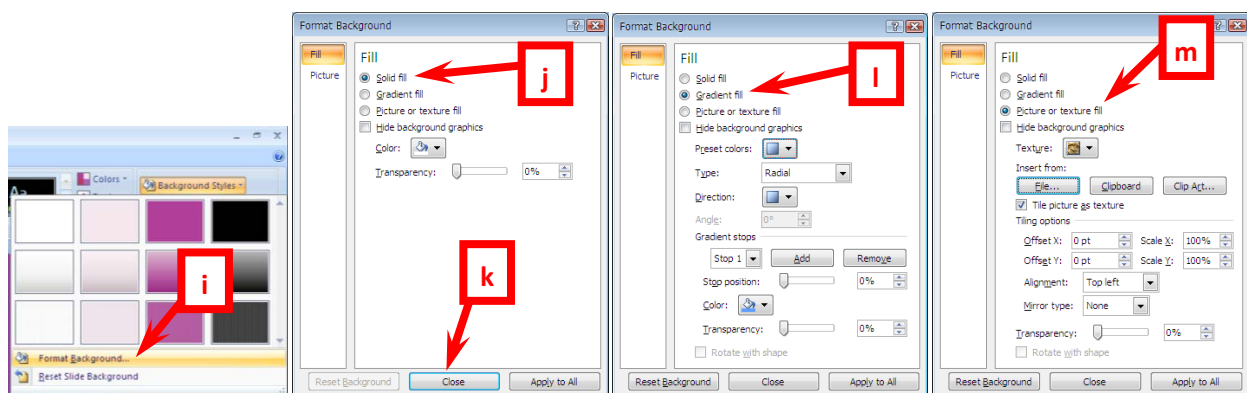 Aa
Colors
Background Styles
i
Format Background...
Reset Slide Background
Format Background
Fill
Picture
Fill
Solid fill
Gradient fill
Picture or texture fill
Hide background graphics
Color:
Transparency: 0%
j
k
Reset Background Close Apply to All
Format Background
Fill
Picture
Fill
Solid fill
Gradient fill
Picture or texture fill
Hide background graphics
Preset colors:
Type: Radial
Direction:
Angle: 0°
Gradient stops
Stop 1 Add Remove
Stop position: 0%
Color:
Transparency: 0%
Rotate with shape
l
Reset Background Close Apply to All
Format Background
Fill
Picture
Fill
Solid fill
Gradient fill
Picture or texture fill
Hide background graphics
Texture:
Insert from:
File... Clipboard Clip Art...
Tile picture as texture
Tiling options
Offset X: 0 pt Scale X: 100%
Offset Y: 0 pt Scale Y: 100%
Alignment: Top left
Mirror type: None
Transparency: 0%
Rotate with shape
m
Reset Background Close Apply to All